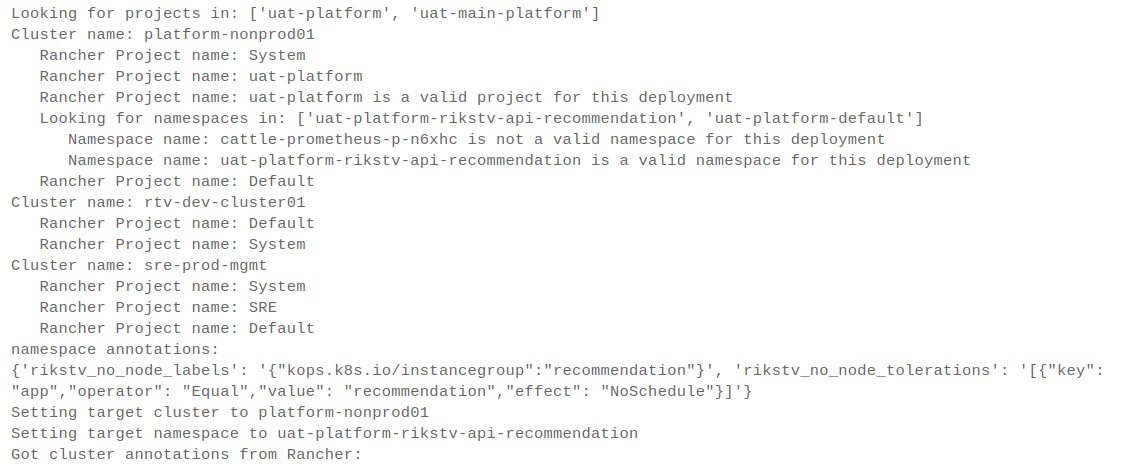 Looking for projects in: ['uat-platform', 'uat-main-platform']
Cluster name: platform-nonprod01
   Rancher Project name: System
   Rancher Project name: uat-platform
   Rancher Project name: uat-platform is a valid project for this deployment
   Looking for namespaces in: ['uat-platform-rikstv-api-recommendation', 'uat-platform-default']
      Namespace name: cattle-prometheus-p-n6xhc is not a valid namespace for this deployment
      Namespace name: uat-platform-rikstv-api-recommendation is a valid namespace for this deployment
   Rancher Project name: Default
Cluster name: rtv-dev-cluster01
   Rancher Project name: Default
   Rancher Project name: System
Cluster name: sre-prod-mgmt
   Rancher Project name: System
   Rancher Project name: SRE
   Rancher Project name: Default
namespace annotations:
{'rikstv_no_node_labels': '{"kops.k8s.io/instancegroup":"recommendation"}', 'rikstv_no_node_tolerations': '[{"key":
"app","operator": "Equal","value": "recommendation","effect": "NoSchedule"}]'}
Setting target cluster to platform-nonprod01
Setting target namespace to uat-platform-rikstv-api-recommendation
Got cluster annotations from Rancher: